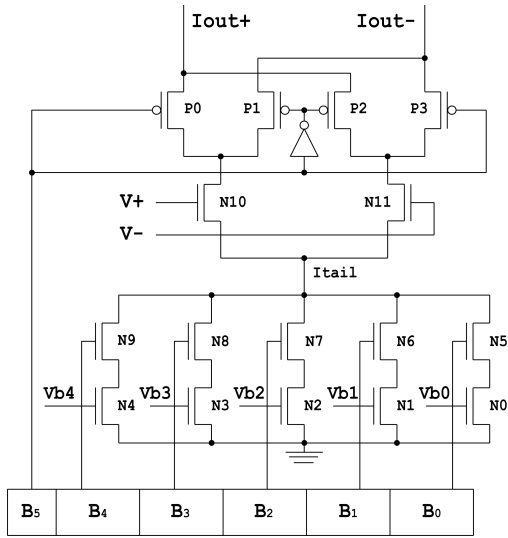 Iout+ Iout-
P0 P1 P2 P3
V+ N10 N11
V-
Itail
N9 N8 N7 N6 N5
Vb4 Vb3 Vb2 Vb1 Vb0
N4 N3 N2 N1 N0
B5 B4 B3 B2 B1 B0